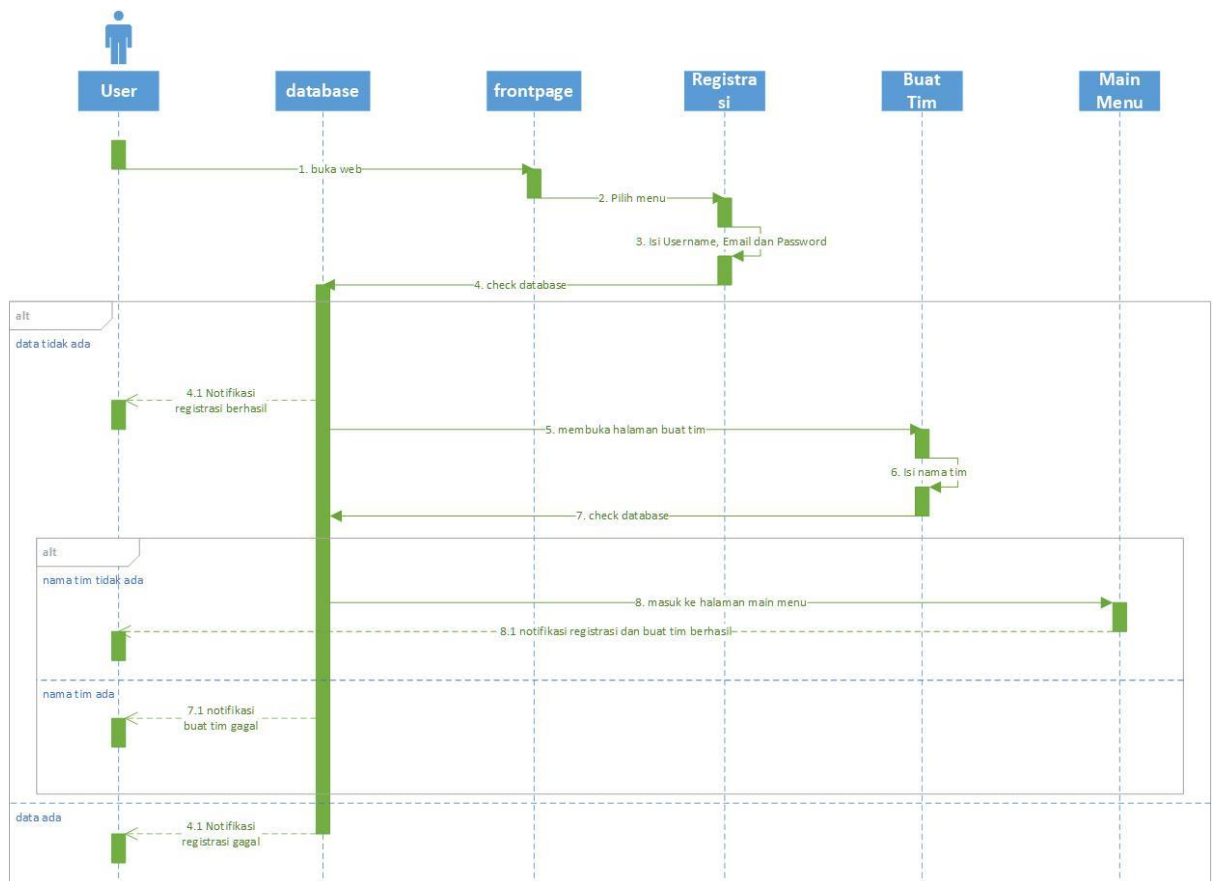 User
database
frontpage
Registra
si
Buat
Tim
Main
Menu
1. buka web
2. Pilih menu
3. Isi Username, Email dan Password
4. check database
alt
data tidak ada
4.1 Notifikasi
registrasi berhasil
5. membuka halaman buat tim
6. Isi nama tim
7. check database
alt
nama tim tidak ada
8. masuk ke halaman main menu
8.1 notifikasi registrasi dan buat tim berhasil
nama tim ada
7.1 notifikasi
buat tim gagal
data ada
4.1 Notifikasi
registrasi gagal